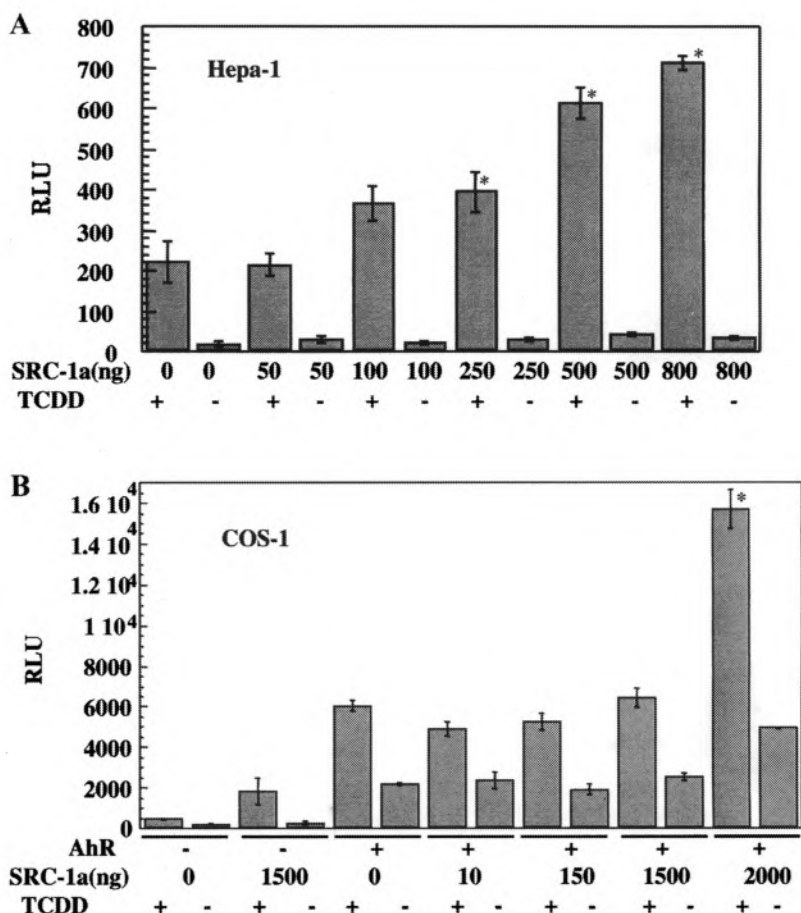 A
Hepa-1
RLU
800
700
600
500
400
300
200
100
0
* * *
SRC-1a(ng) 0 0 50 50 100 100 250 250 500 500 800 800
TCDD + - + - + - + - + - + -
B
COS-1
RLU
1.6 10⁴
1.4 10⁴
1.2 10⁴
1 10⁴
8000
6000
4000
2000
0
*
AhR - - + + + + +
SRC-1a(ng) 0 1500 0 10 150 1500 2000
TCDD + - + - + - + - + - + - + -